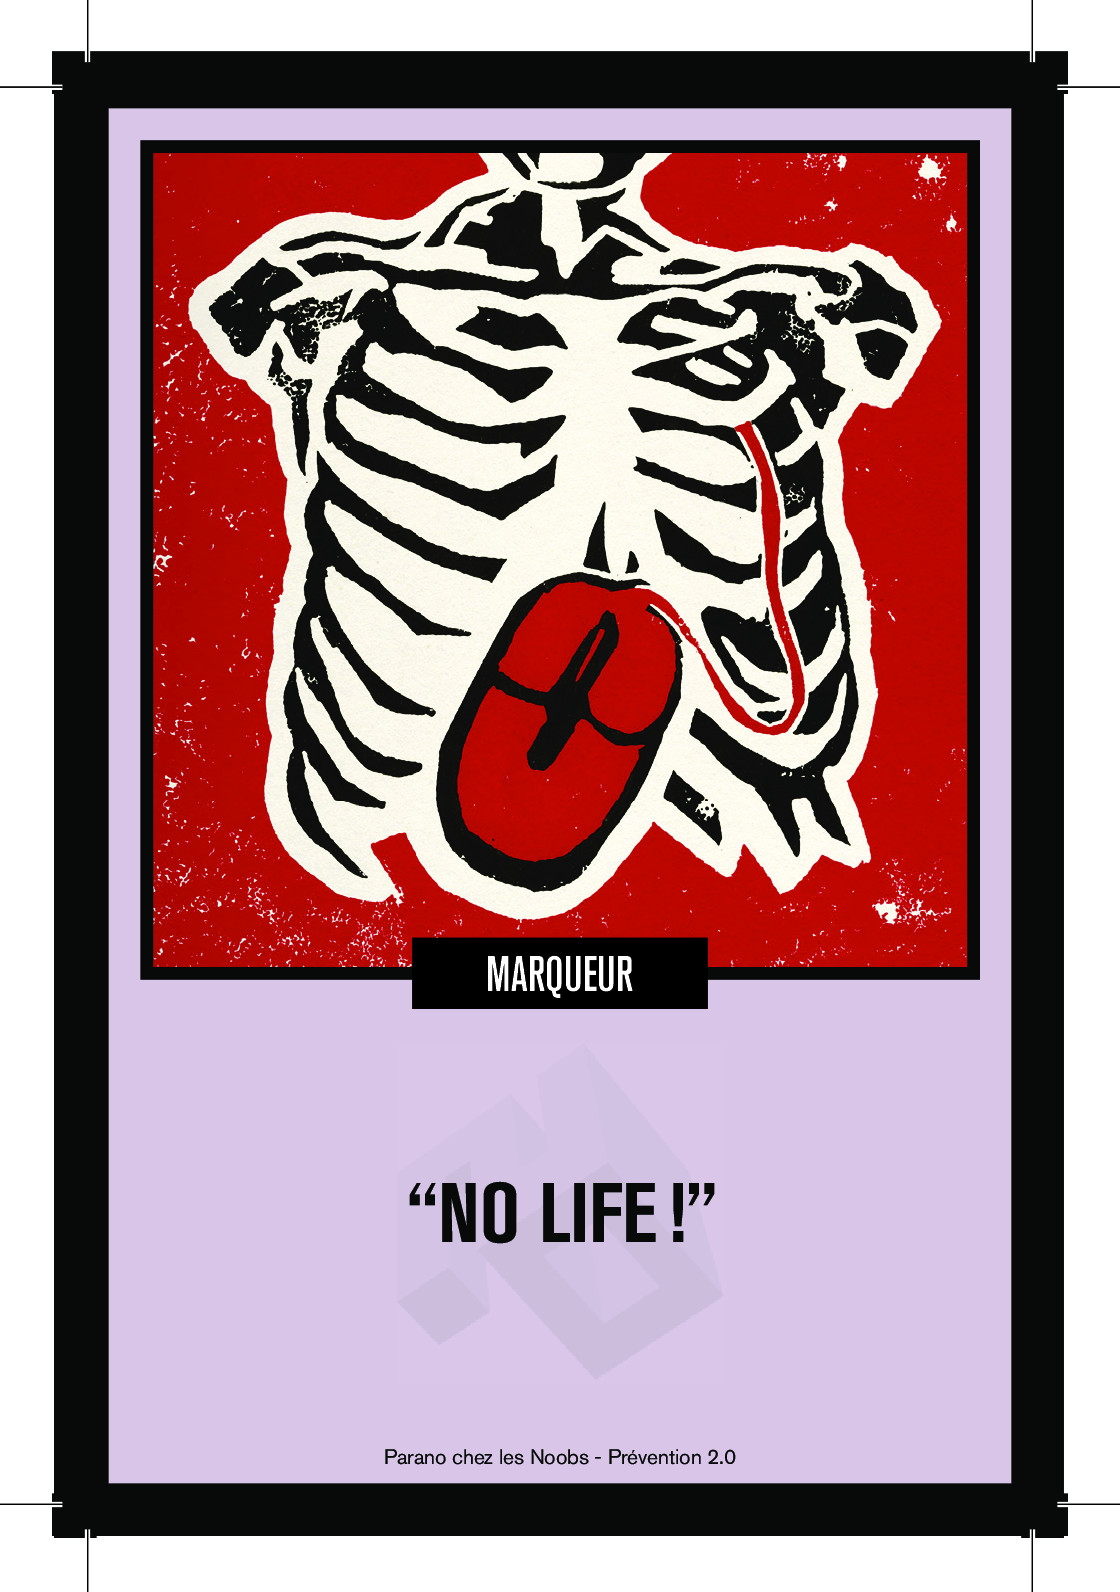 MARQUEUR
“NO LIFE !”
Parano chez les Noobs - Prévention 2.0